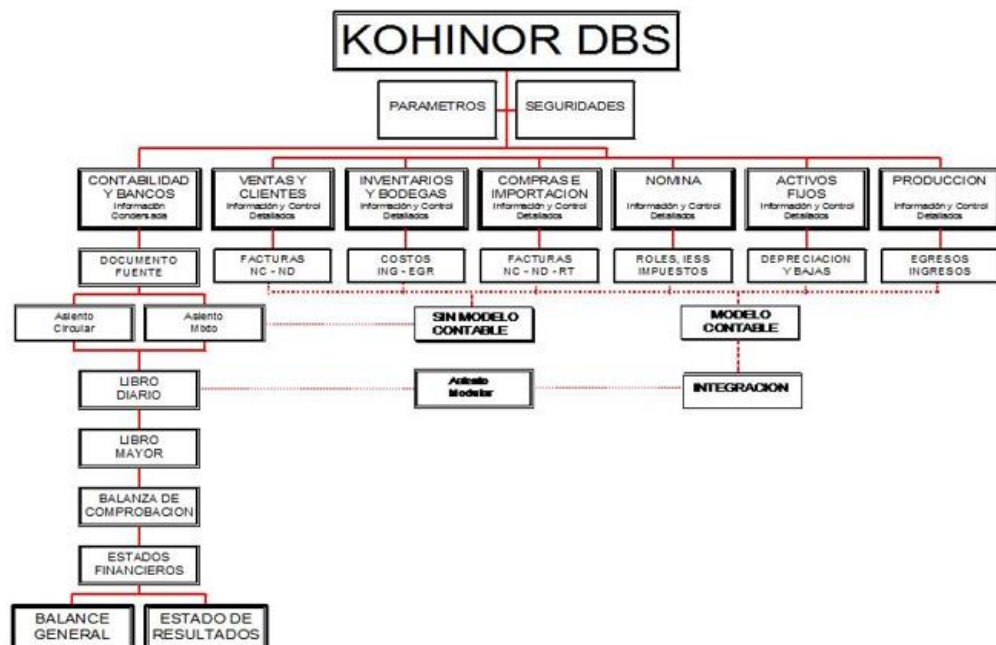 KOHINOR DBS
PARAMETROS
SEGURIDADES
CONTABILIDAD
Y BANCOS
Información
Condensada
VENTAS Y
CLIENTES
Información y Control
Detallados
INVENTARIOS
Y BODEGAS
Información y Control
Detallados
COMPRAS E
IMPORTACION
Información y Control
Detallados
NOMINA
Información y Control
Detallados
ACTIVOS
FIJOS
Información y Control
Detallados
PRODUCCION
Información y Control
Detallados
DOCUMENTO
FUENTE
FACTURAS
NC - ND
COSTOS
ING - EGR
FACTURAS
NC - ND - RT
ROLES, IESS
IMPUESTOS
DEPRECIACION
Y BAJAS
EGRESOS
INGRESOS
Asiento
Circular
Asiento
SIN MODELO
CONTABLE
MODELO
CONTABLE
LIBRO
DIARIO
Asiento
Modular
INTEGRACION
LIBRO
MAYOR
BALANZA DE
COMPROBACION
ESTADOS
FINANCIEROS
BALANCE
GENERAL
ESTADO DE
RESULTADOS